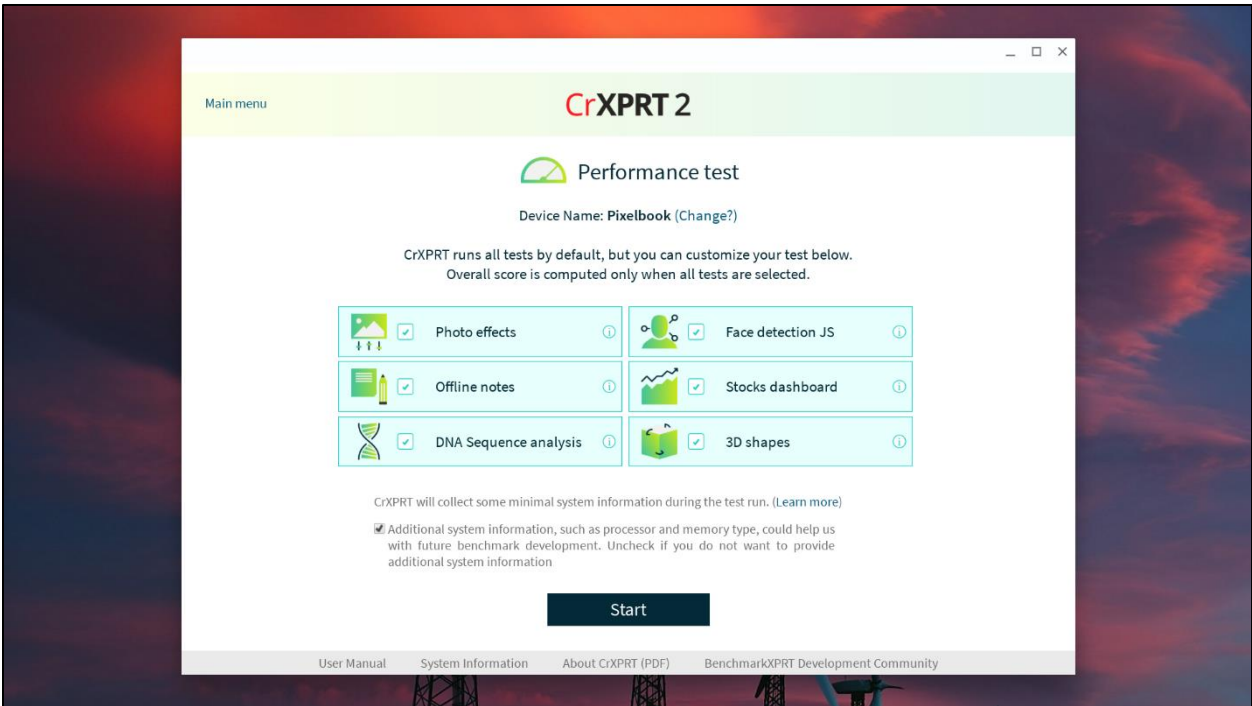 Main menu
CrXPRT 2
Performance test
Device Name: Pixelbook (Change?)
CrXPRT runs all tests by default, but you can customize your test below.
Overall score is computed only when all tests are selected.
Photo effects
Face detection JS
Offline notes
Stocks dashboard
DNA Sequence analysis
3D shapes
CrXPRT will collect some minimal system information during the test run. (Learn more)
Additional system information, such as processor and memory type, could help us
with future benchmark development. Uncheck if you do not want to provide
additional system information
Start
User Manual System Information About CrXPRT (PDF) BenchmarkXPRT Development Community